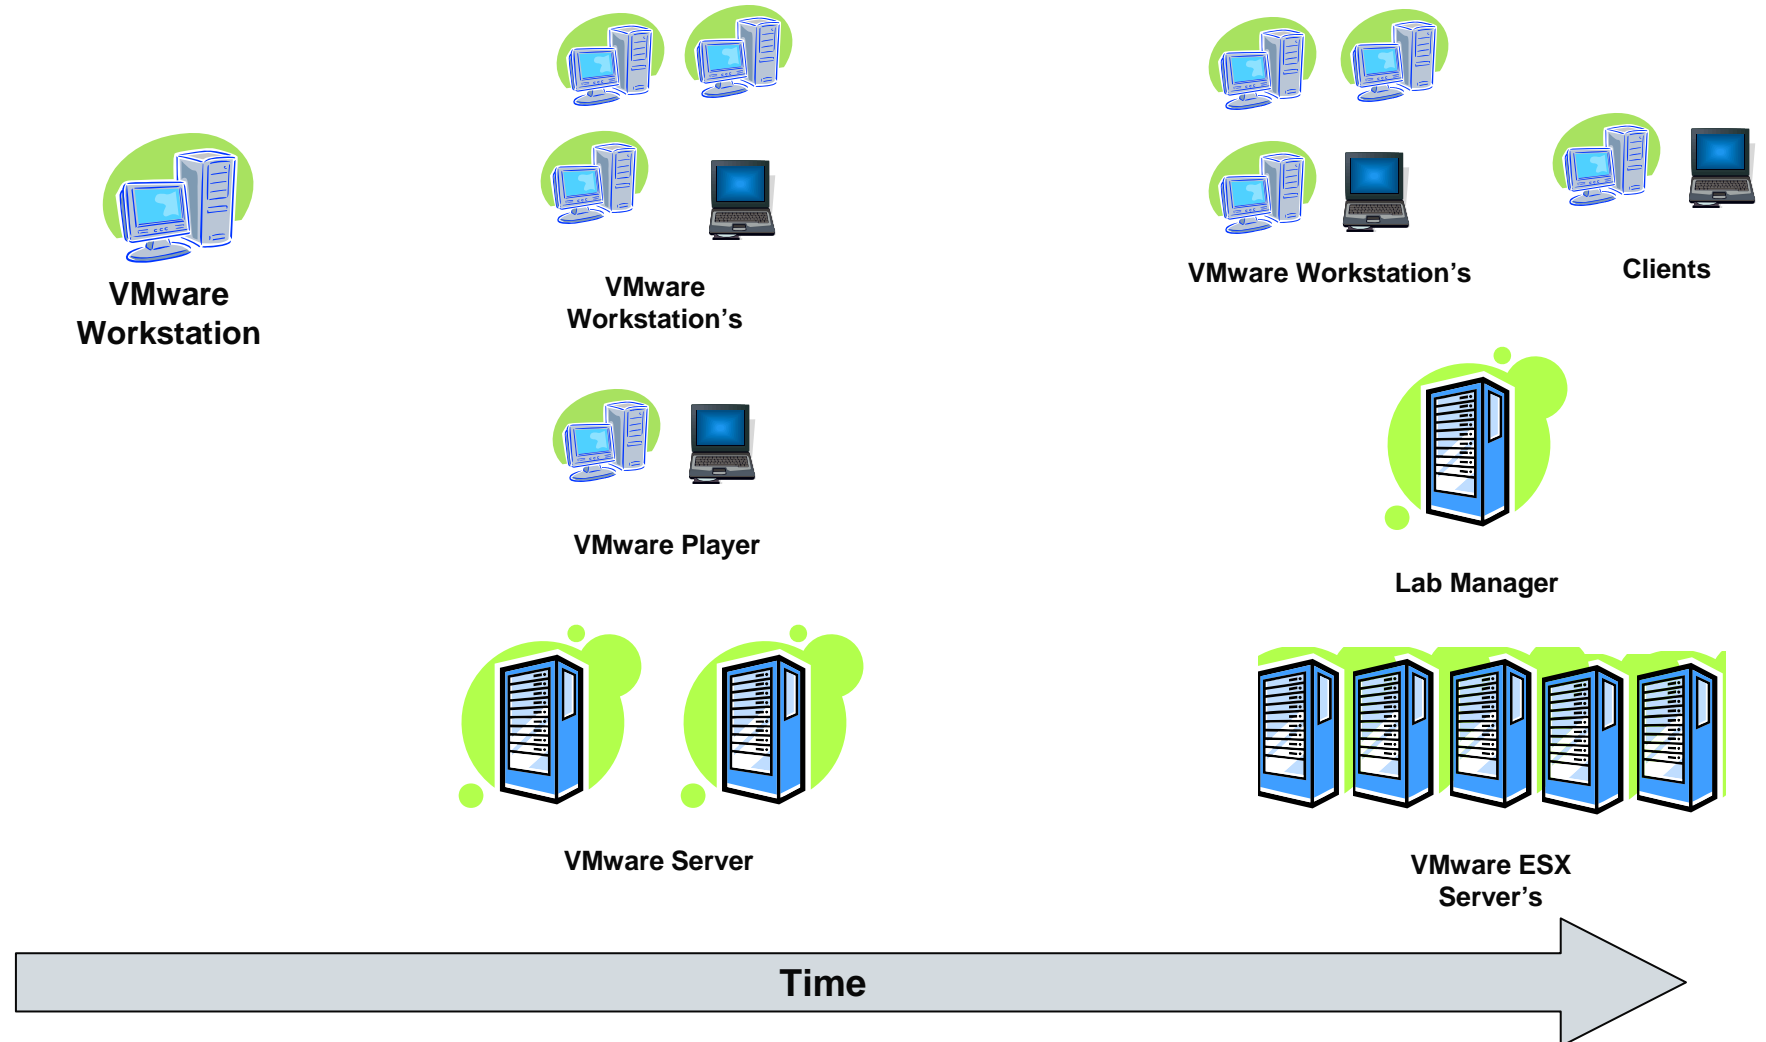 VMware
Workstation
VMware
Workstation’s
VMware Player
VMware Server
VMware Workstation’s
Clients
Lab Manager
VMware ESX
Server’s
Time